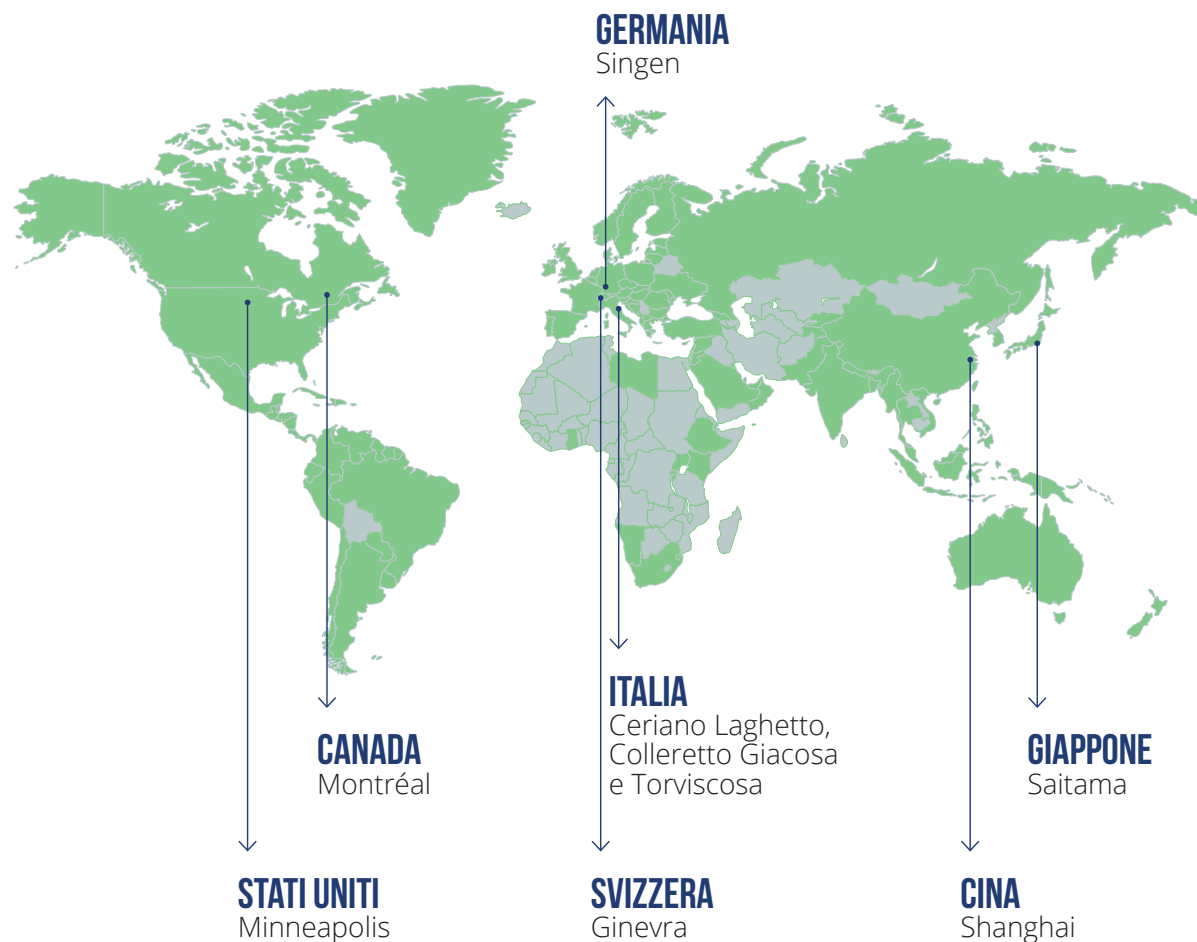 GERMANIA
Singen
ITALIA
Ceriano Laghetto,
Colleretto Giacosa
e Torviscosa
CANADA
Montréal
GIAPPONE
Saitama
STATI UNITI
Minneapolis
SVIZZERA
Ginevra
CINA
Shanghai